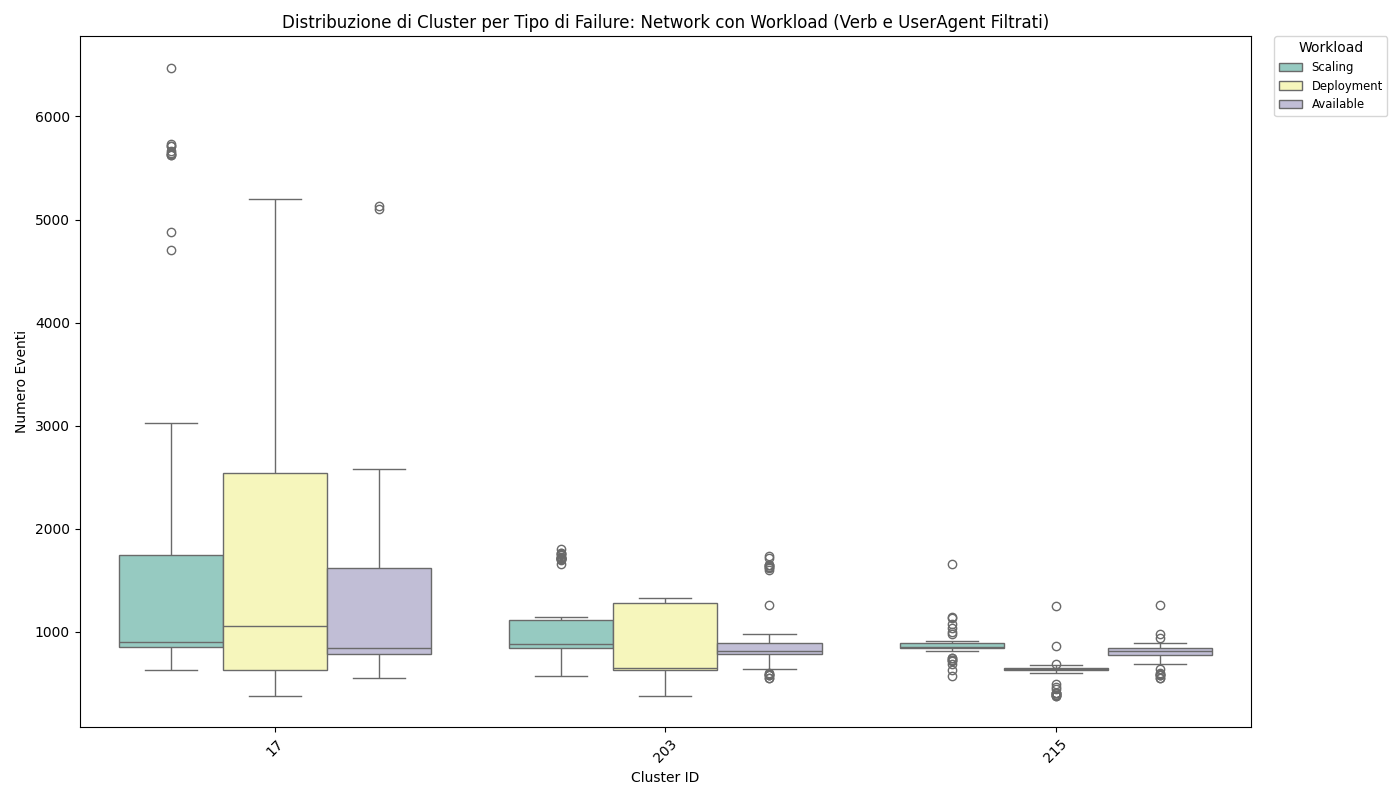 Distribuzione di Cluster per Tipo di Failure: Network con Workload (Verb e UserAgent Filtrati)
Workload
Scaling
Deployment
Available
Numero Eventi
6000
5000
4000
3000
2000
1000
17
203
215
Cluster ID